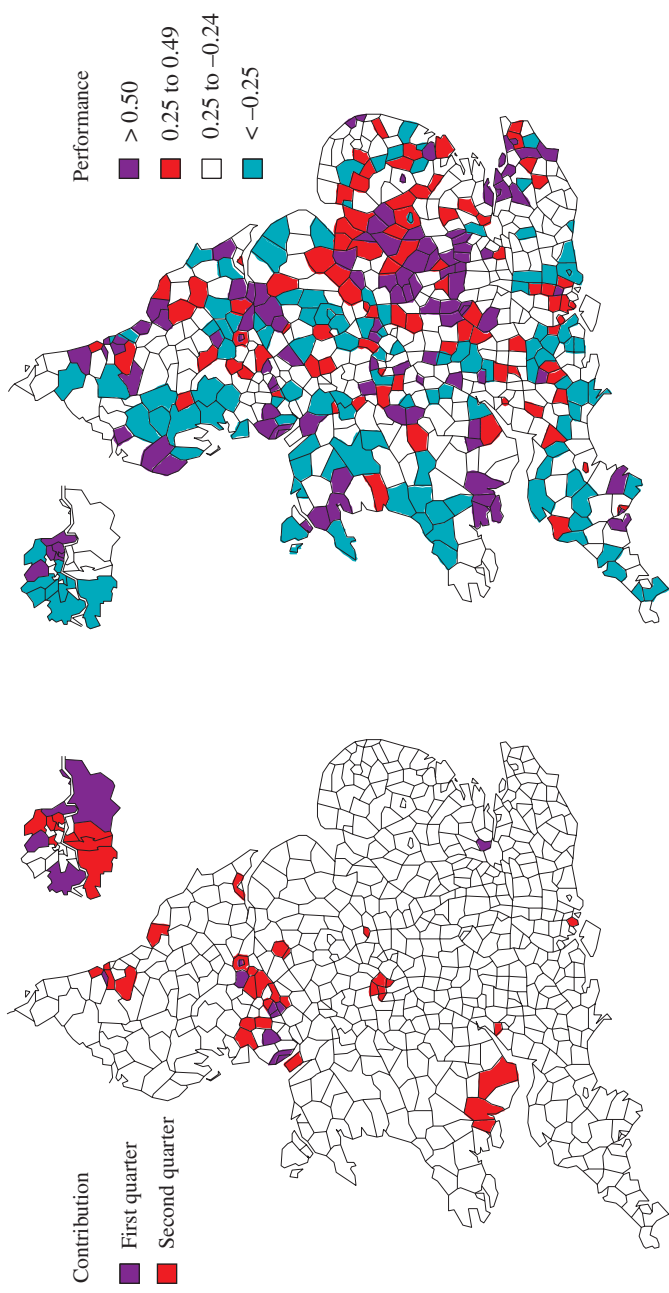 Contribution
First quarter
Second quarter
Performance
> 0.50
0.25 to 0.49
0.25 to –0.24
< –0.25